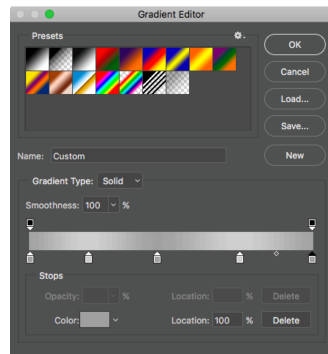 Gradient Editor
Presets
OK
Cancel
Load...
Save...
Name: Custom
New
Gradient Type: Solid
Smoothness: 100 %
Stops
Opacity: % Location: % Delete
Color: Location: 100 % Delete